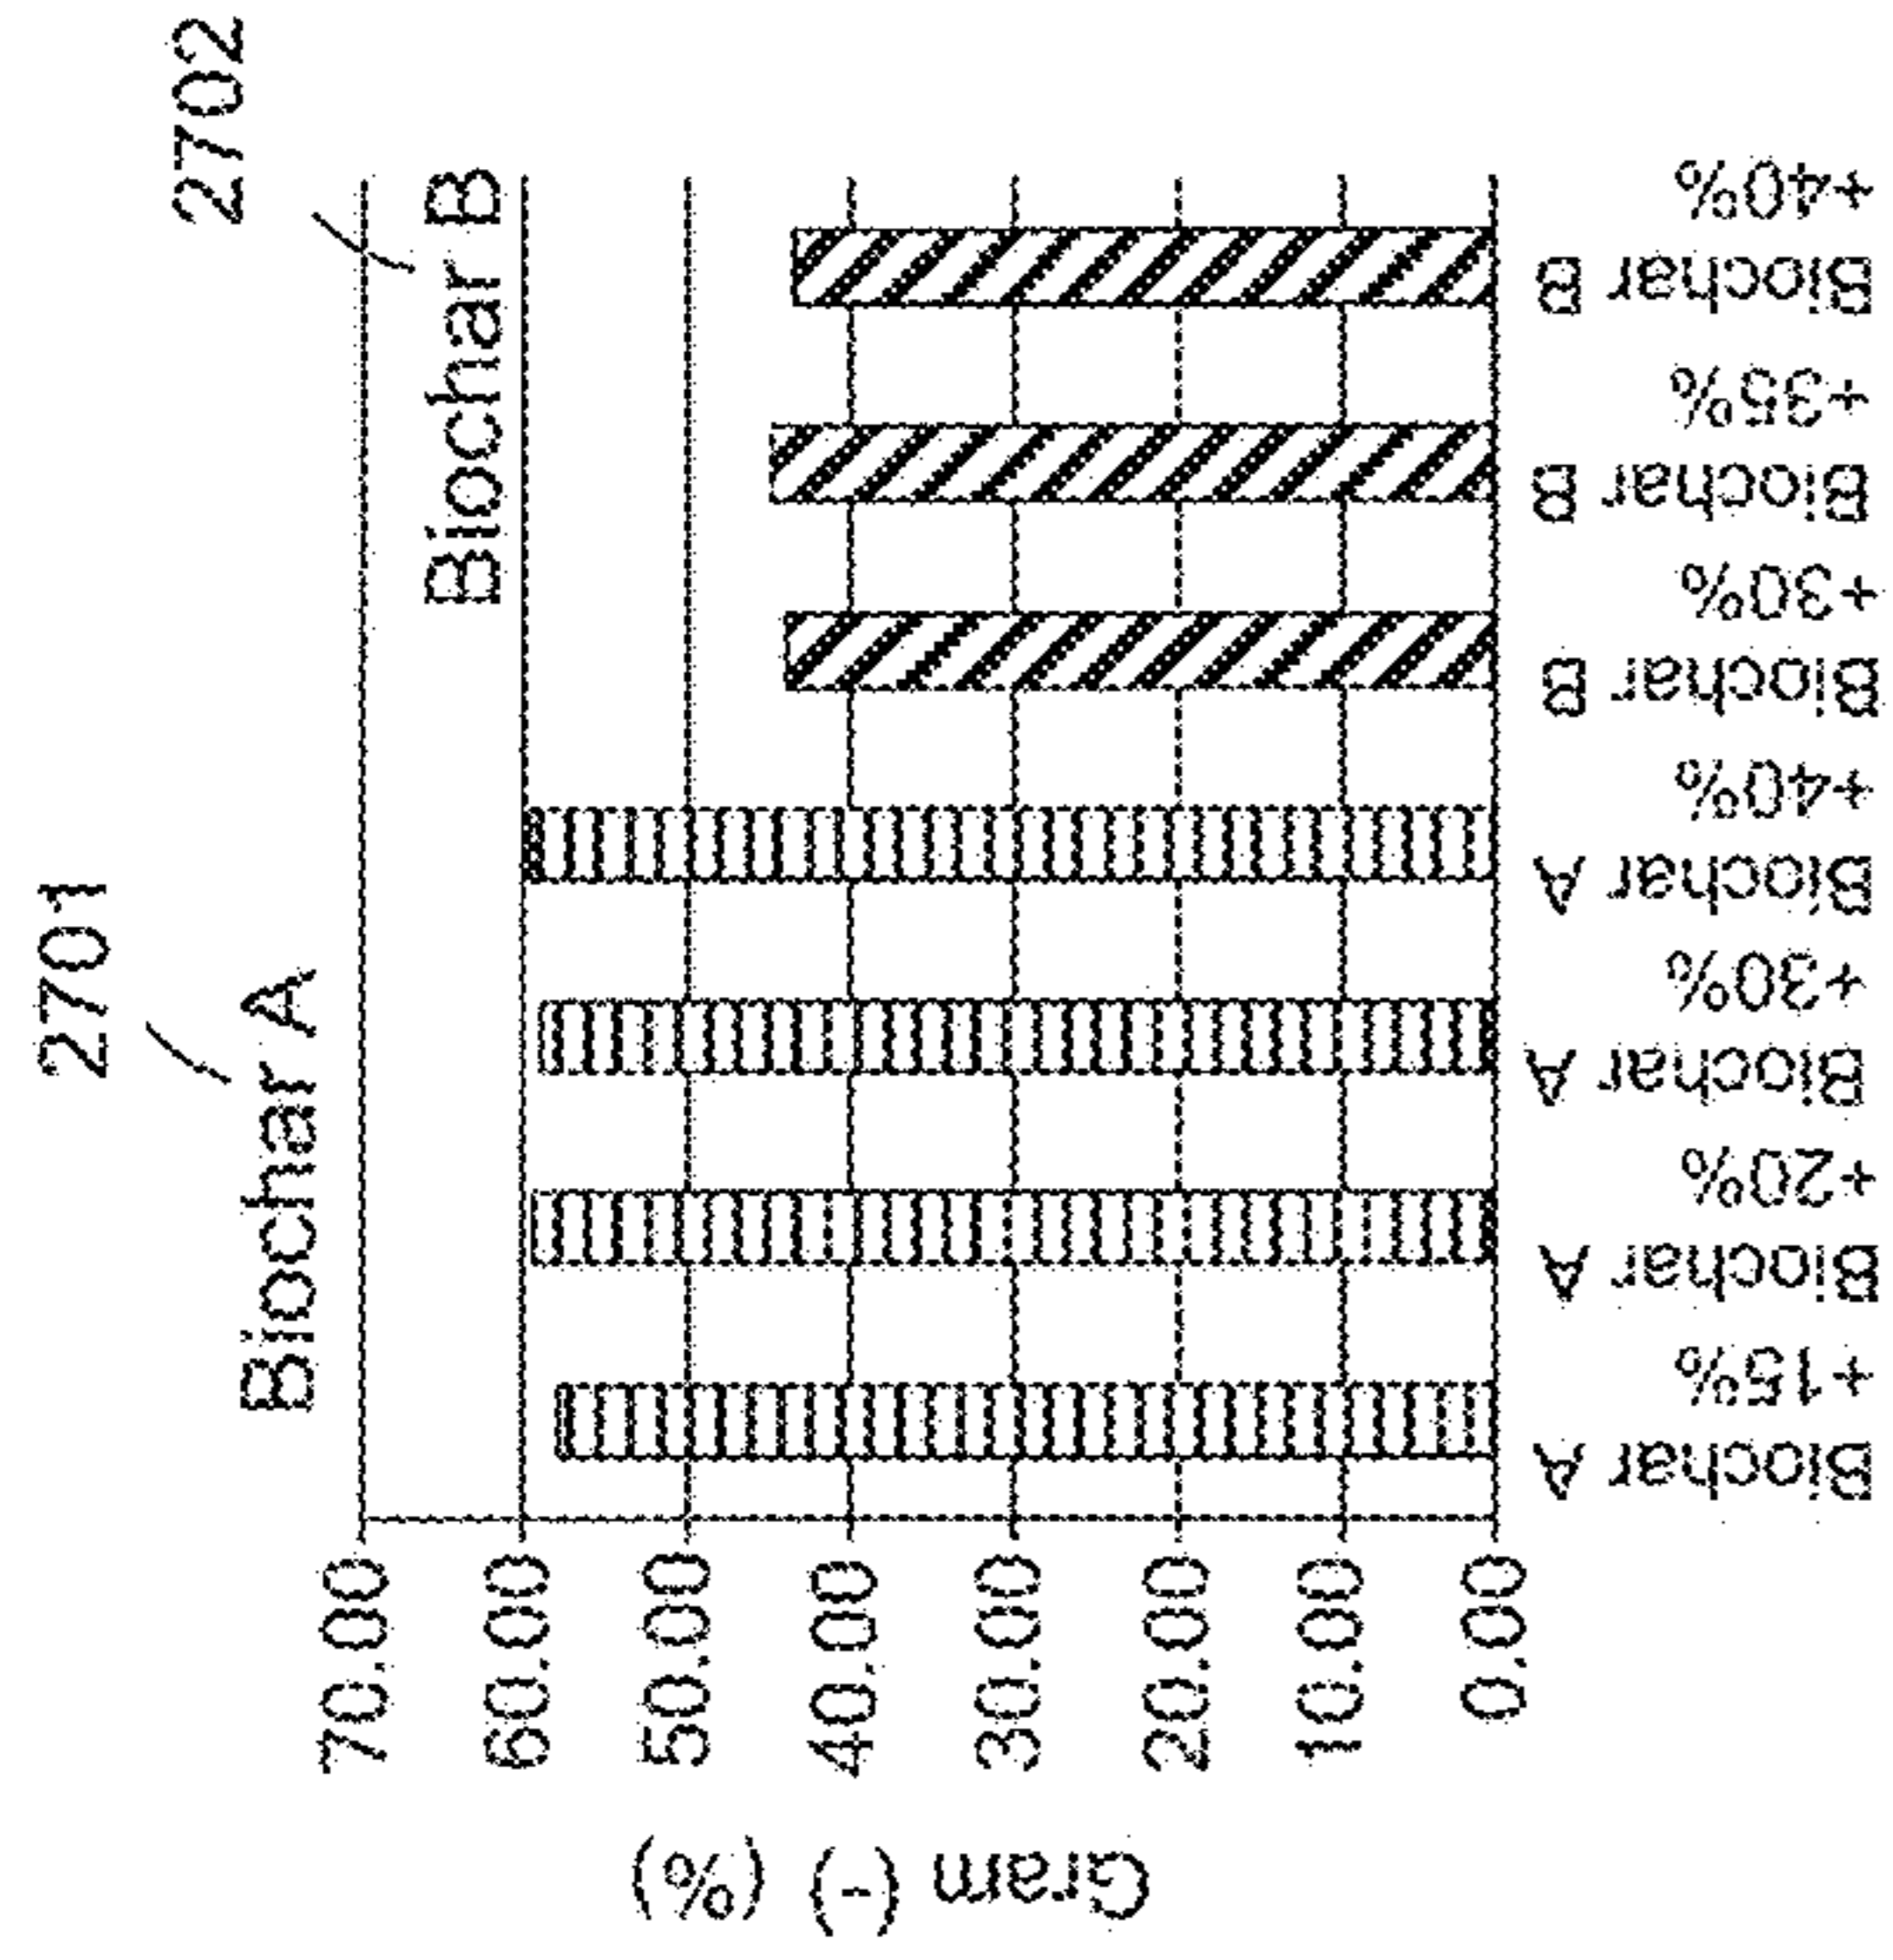 2701
Biochar A
2702
Biochar B
Gram (-) (%)
70.00
60.00
50.00
40.00
30.00
20.00
10.00
0.00
Biochar A
+15%
Biochar A
+20%
Biochar A
+30%
Biochar A
+40%
Biochar B
+30%
Biochar B
+35%
Biochar B
+40%